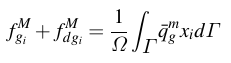 f_{g_i}^M + f_{dg_i}^M = \frac{1}{\Omega} \int_\Gamma \bar{q}_g^m x_i d\Gamma